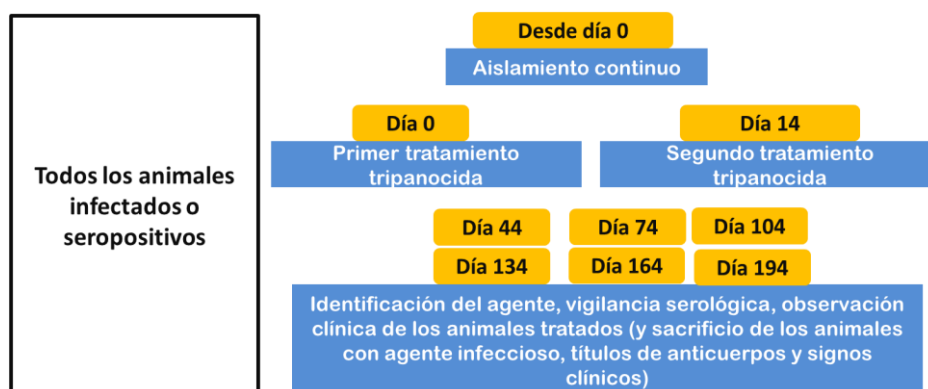 Desde día 0
Aislamiento continuo
Día 0
Primer tratamiento
tripanocida
Día 14
Segundo tratamiento
tripanocida
Todos los animales
infectados o
seropositivos
Día 44
Día 74
Día 104
Día 134
Día 164
Día 194
Identificación del agente, vigilancia serológica, observación
clínica de los animales tratados (y sacrificio de los animales
con agente infeccioso, títulos de anticuerpos y signos
clínicos)